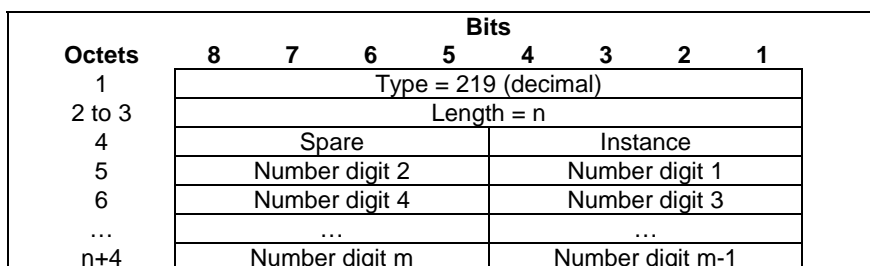 Bits
Octets 8 7 6 5 4 3 2 1
1 Type = 219 (decimal)
2 to 3 Length = n
4 Spare Instance
5 Number digit 2 Number digit 1
6 Number digit 4 Number digit 3
… … …
n+4 Number digit m Number digit m-1